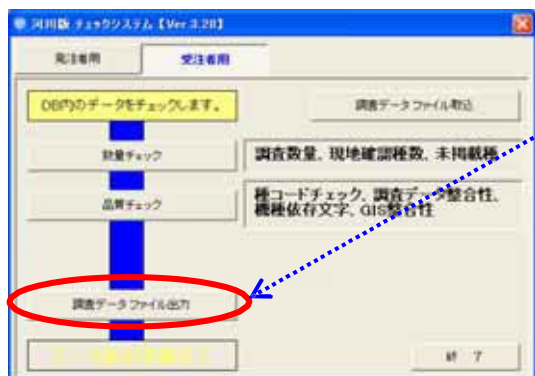 河川版 チェックシステム【Ver 3.20】
発注者用
受注者用
DB内のデータをチェックします。
調査データファイル取込
数量チェック
調査数量、現地確認種数、未掲載種
品質チェック
種コードチェック、調査データ整合性、
機種依存文字、GIS整合性
調査データファイル出力
終 了